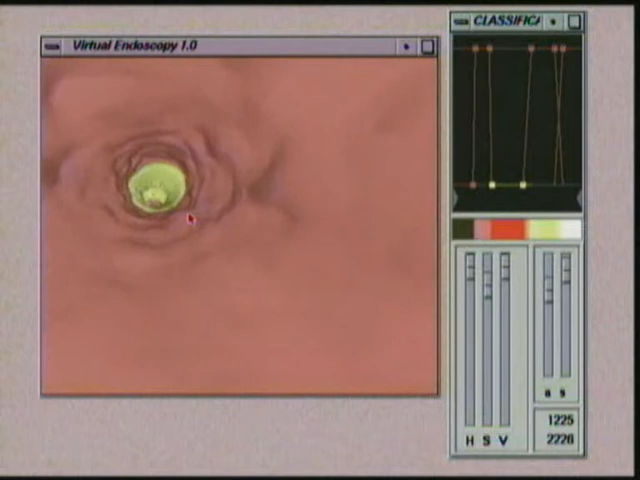 Virtual Endoscopy 1.0
CLASSIFICA
H S V
a s
1225
2226